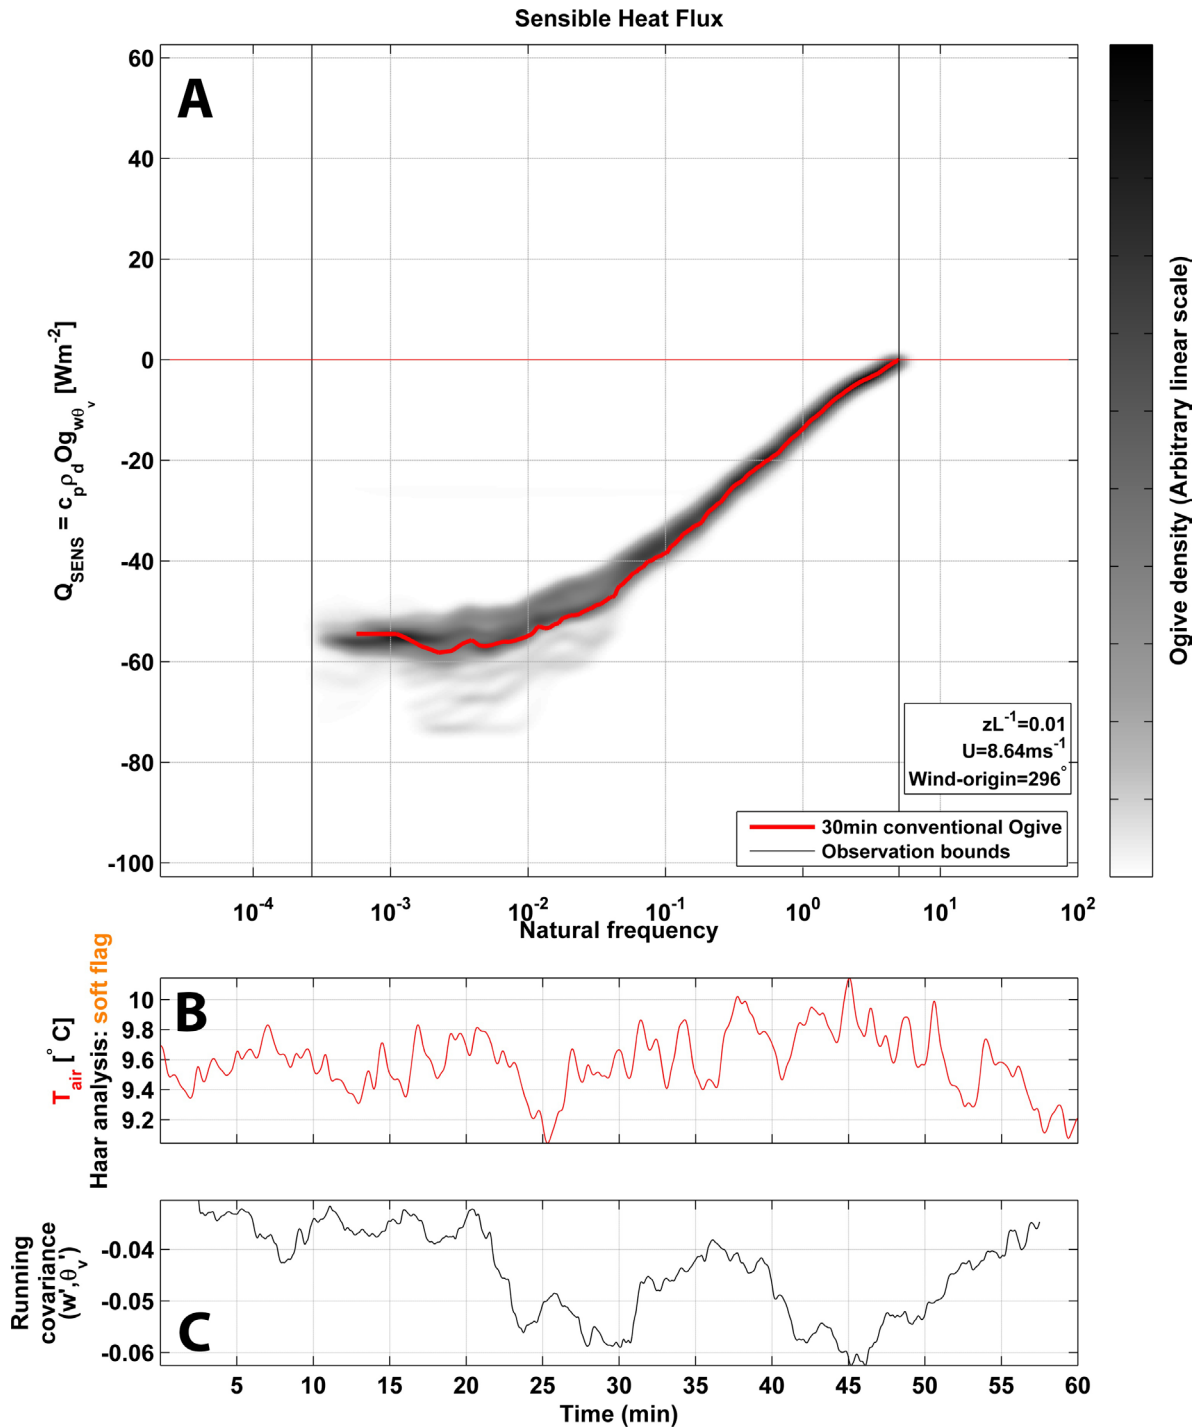 Sensible Heat Flux
A
60
40
20
0
-20
-40
-60
-80
-100
Q_SENS = c_p ρ_d Og_wθ_v [Wm^-2]
zL^-1=0.01
U=8.64ms^-1
Wind-origin=296°
30min conventional Ogive
Observation bounds
10^-4 10^-3 10^-2 10^-1 10^0 10^1 10^2
Natural frequency
Ogive density (Arbitrary linear scale)
B
10
9.8
9.6
9.4
9.2
T_air [°C]
Haar analysis: soft flag
C
-0.04
-0.05
-0.06
Running
covariance
(w',θ_v')
5 10 15 20 25 30 35 40 45 50 55 60
Time (min)